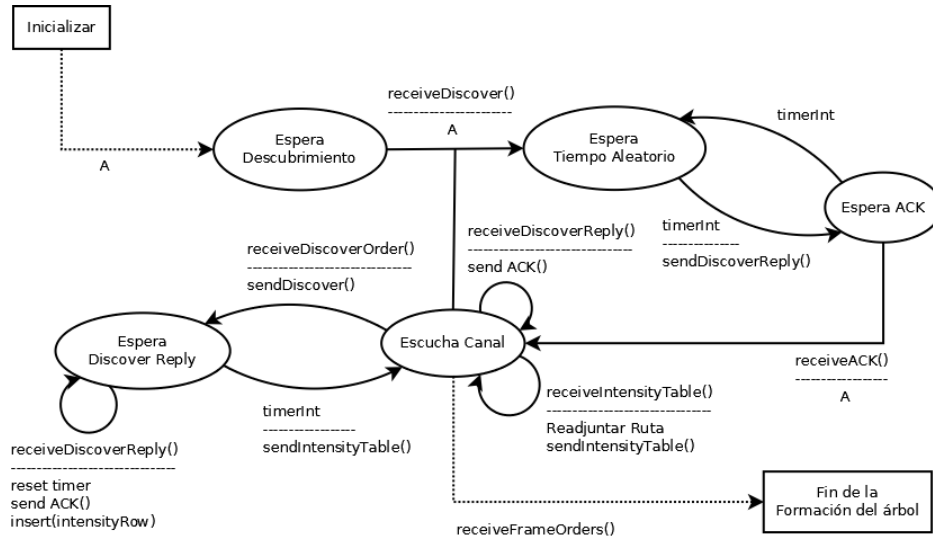 Inicializar
A
Espera
Descubrimiento
receiveDiscover()
-------------------------
A
Espera
Tiempo Aleatorio
timerInt
Espera ACK
timerInt
---------------
sendDiscoverReply()
receiveDiscoverOrder()
--------------------------------
sendDiscover()
receiveDiscoverReply()
--------------------------------
send ACK()
Espera
Discover Reply
Escucha Canal
receiveACK()
------------------
A
timerInt
------------------
sendIntensityTable()
receiveIntensityTable()
-------------------------------
Readjuntar Ruta
sendIntensityTable()
receiveDiscoverReply()
--------------------------------
reset timer
send ACK()
insert(intensityRow)
receiveFrameOrders()
Fin de la
Formación del árbol